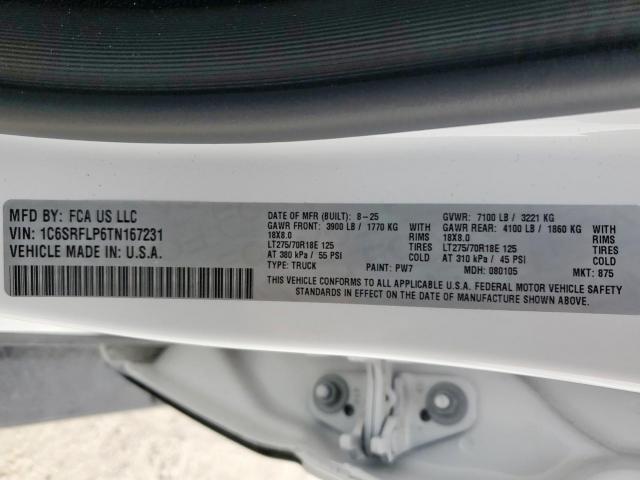 MFD BY: FCA US LLC
VIN: 1C6SRFLP6TN167231
VEHICLE MADE IN: U.S.A.
DATE OF MFR (BUILT): 8-25 GVWR: 7100 LB / 3221 KG
GAWR FRONT: 3900 LB / 1770 KG WITH GAWR REAR: 4100 LB / 1860 KG WITH
18X8.0 RIMS 18X8.0 RIMS
LT275/70R18E 125 TIRES LT275/70R18E 125 TIRES
AT 380 kPa / 55 PSI COLD AT 310 kPa / 45 PSI COLD
TYPE: TRUCK PAINT: PW7 MDH: 080105 MKT: 875
THIS VEHICLE CONFORMS TO ALL APPLICABLE U.S.A. FEDERAL MOTOR VEHICLE SAFETY
STANDARDS IN EFFECT ON THE DATE OF MANUFACTURE SHOWN ABOVE.